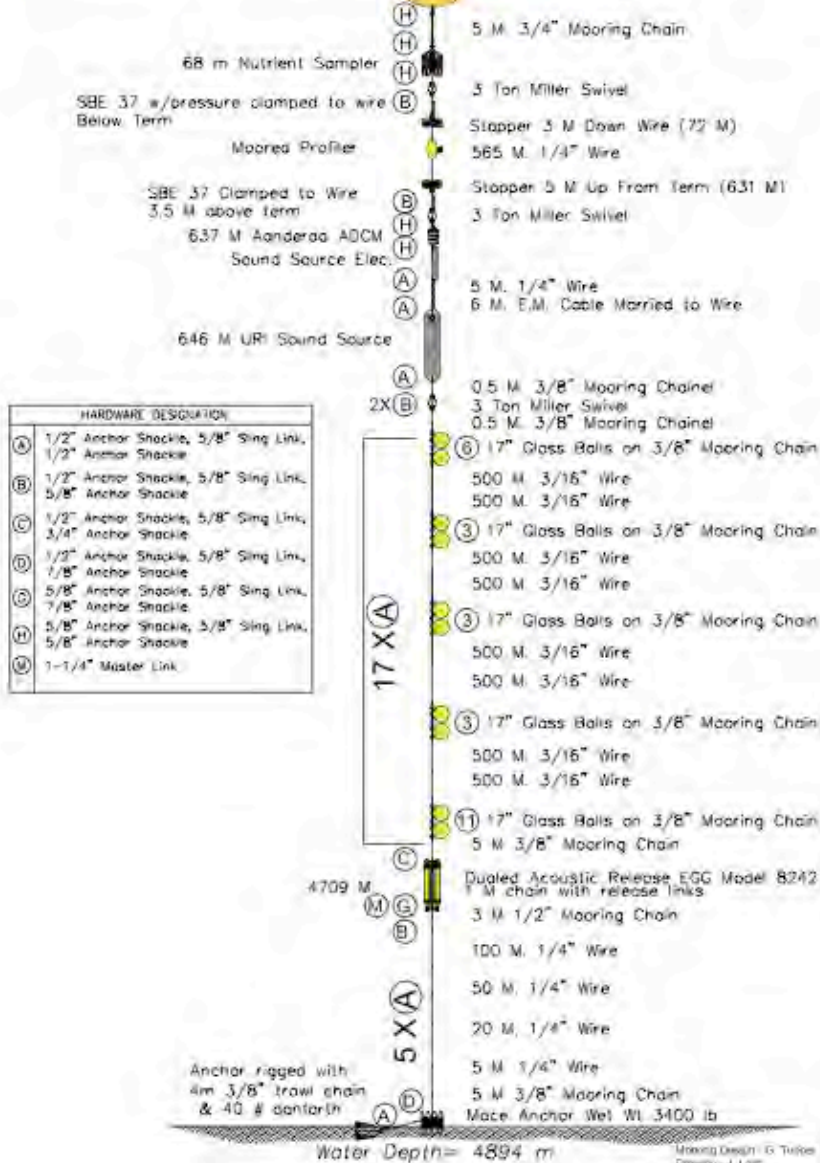 H
5 M 3/4" Mooring Chain
H
68 m Nutrient Sampler
H
3 Ton Miller Swivel
SBE 37 w/pressure clamped to wire B
Below Term
Stopper 3 M Down Wire (72 M)
Moored Profiler
565 M. 1/4" Wire
Stopper 5 M Up From Term (631 M)
SBE 37 Clamped to Wire
3.5 M above term
B
3 Ton Miller Swivel
H
637 M Aanderaa ADCM
H
Sound Source Elec.
A
5 M. 1/4" Wire
A
6 M. E.M. Cable Married to Wire
646 M URI Sound Source
A
0.5 M 3/8" Mooring Chainel
2X B
3 Ton Miller Swivel
0.5 M. 3/8" Mooring Chainel
HARDWARE DESIGNATION
A 1/2" Anchor Shackle, 5/8" Sling Link,
1/2" Anchor Shackle
B 1/2" Anchor Shackle, 5/8" Sling Link,
5/8" Anchor Shackle
C 1/2" Anchor Shackle, 5/8" Sling Link,
3/4" Anchor Shackle
D 1/2" Anchor Shackle, 5/8" Sling Link,
7/8" Anchor Shackle
G 5/8" Anchor Shackle, 5/8" Sling Link,
7/8" Anchor Shackle
H 5/8" Anchor Shackle, 5/8" Sling Link,
5/8" Anchor Shackle
M 1-1/4" Master Link
17 X A
6 17" Glass Balls on 3/8" Mooring Chain
500 M. 3/16" Wire
500 M. 3/16" Wire
3 17" Glass Balls on 3/8" Mooring Chain
500 M. 3/16" Wire
500 M. 3/16" Wire
3 17" Glass Balls on 3/8" Mooring Chain
500 M. 3/16" Wire
500 M. 3/16" Wire
3 17" Glass Balls on 3/8" Mooring Chain
500 M. 3/16" Wire
500 M. 3/16" Wire
11 17" Glass Balls on 3/8" Mooring Chain
5 M 3/8" Mooring Chain
C
Dualed Acoustic Release EGG Model 8242
4709 M
1 M chain with release links
M G
3 M 1/2" Mooring Chain
B
100 M. 1/4" Wire
50 M. 1/4" Wire
5 X A
20 M. 1/4" Wire
5 M 1/4" Wire
Anchor rigged with
4m 3/8" trawl chain
& 40 # danforth
5 M 3/8" Mooring Chain
D
A
Mace Anchor Wet Wt 3400 lb
Water Depth= 4894 m
Mooring Design: G. Tupper